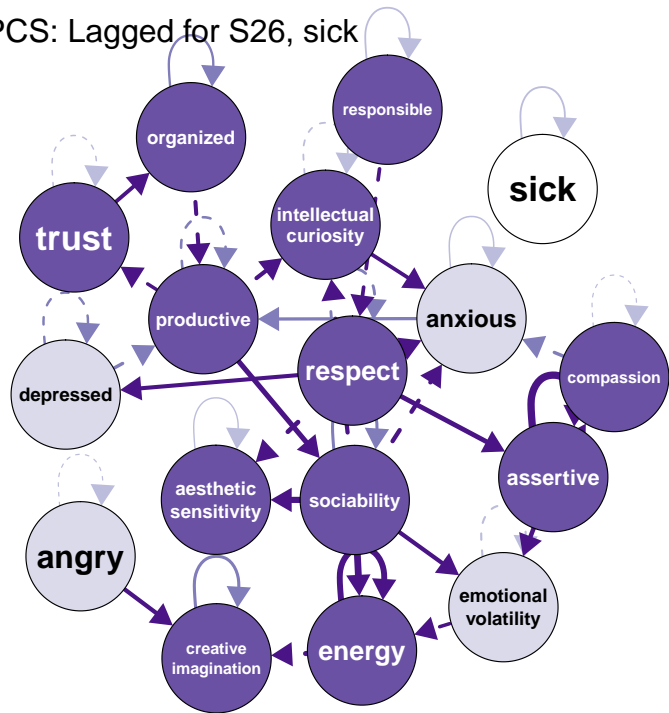 PCS: Lagged for S26, sick
responsible
organized
sick
trust
intellectual
curiosity
productive
anxious
respect
compassion
depressed
assertive
aesthetic
sensitivity
sociability
angry
emotional
volatility
creative
imagination
energy